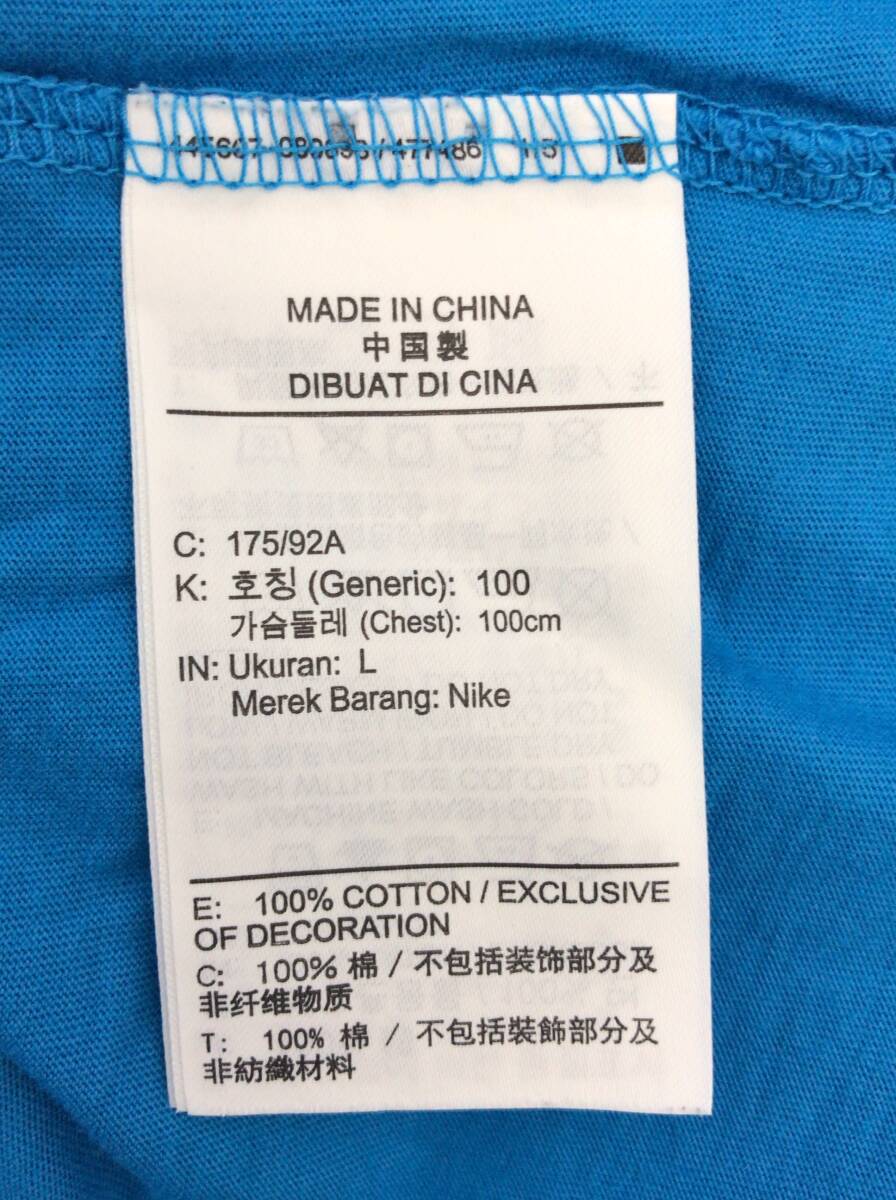 MADE IN CHINA
中国製
DIBUAT DI CINA
C: 175/92A
K: 호칭 (Generic): 100
가슴둘레 (Chest): 100cm
IN: Ukuran: L
Merek Barang: Nike
E: 100% COTTON / EXCLUSIVE
OF DECORATION
C: 100% 棉 / 不包括装饰部分及
非纤维物质
T: 100% 棉 / 不包括裝飾部分及
非紡織材料